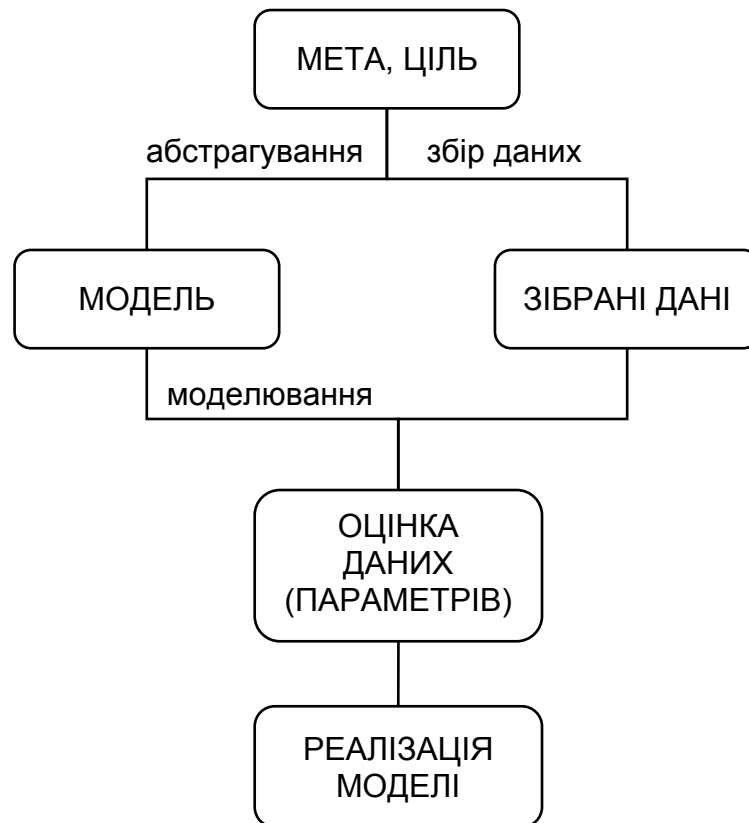 МЕТА, ЦІЛЬ
абстрагування
збір даних
МОДЕЛЬ
ЗІБРАНІ ДАНІ
моделювання
ОЦІНКА
ДАНИХ
(ПАРАМЕТРІВ)
РЕАЛІЗАЦІЯ
МОДЕЛІ